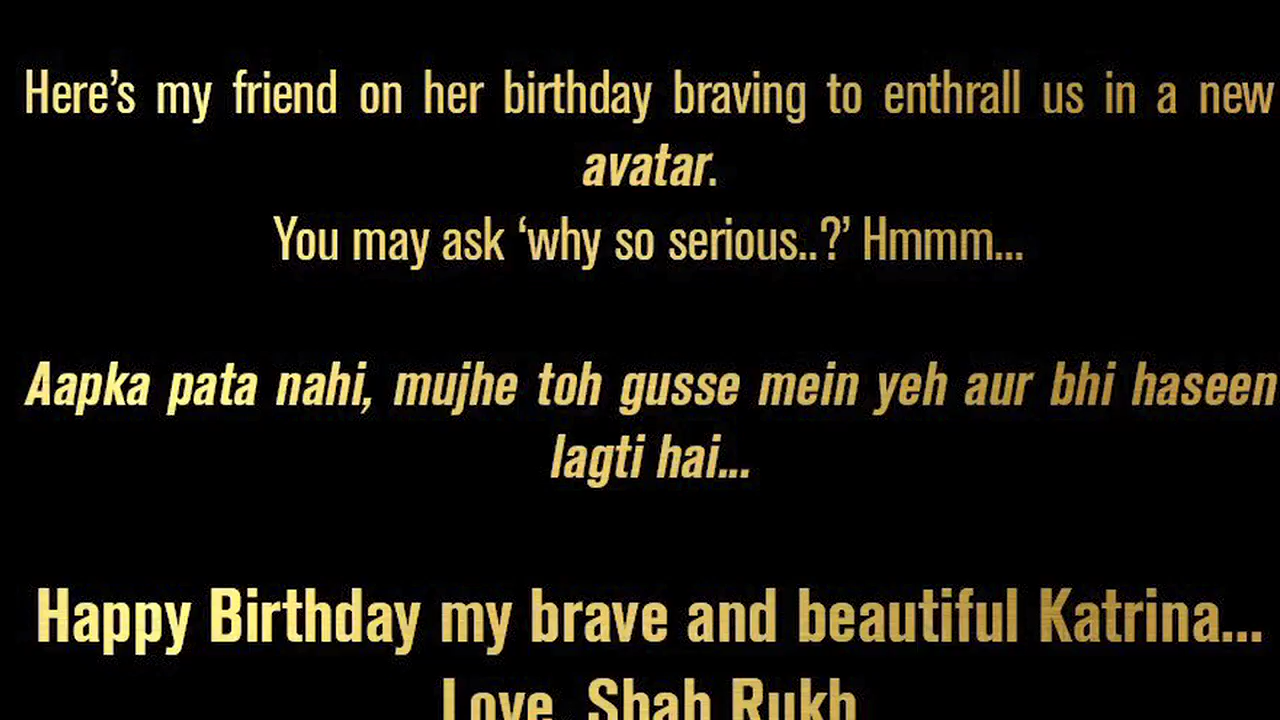 Here’s my friend on her birthday braving to enthrall us in a new
avatar.
You may ask ‘why so serious..?’ Hmmm...
Aapka pata nahi, mujhe toh gusse mein yeh aur bhi haseen
lagti hai...
Happy Birthday my brave and beautiful Katrina...
Love, Shah Rukh